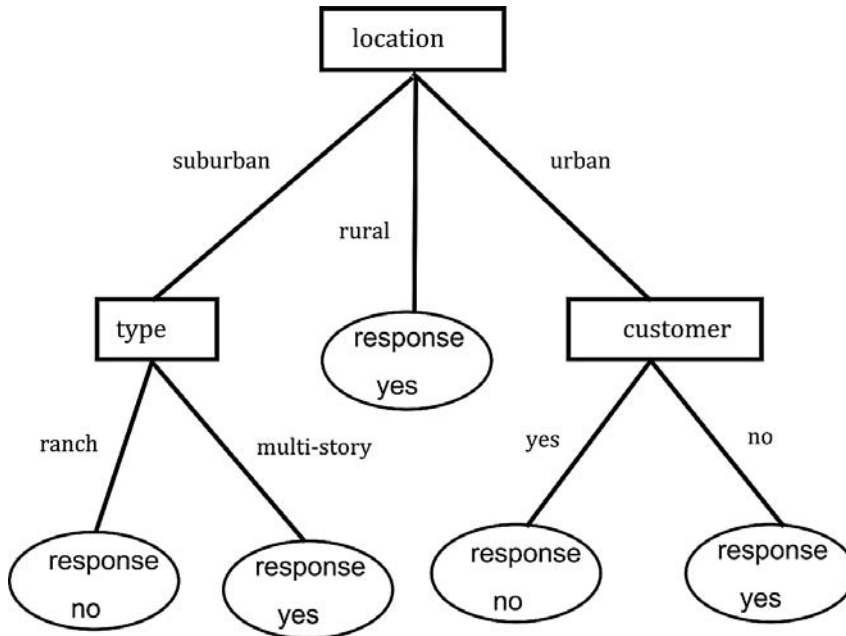 location
suburban
urban
rural
type
response
yes
customer
ranch
multi-story
yes
no
response
no
response
yes
response
no
response
yes